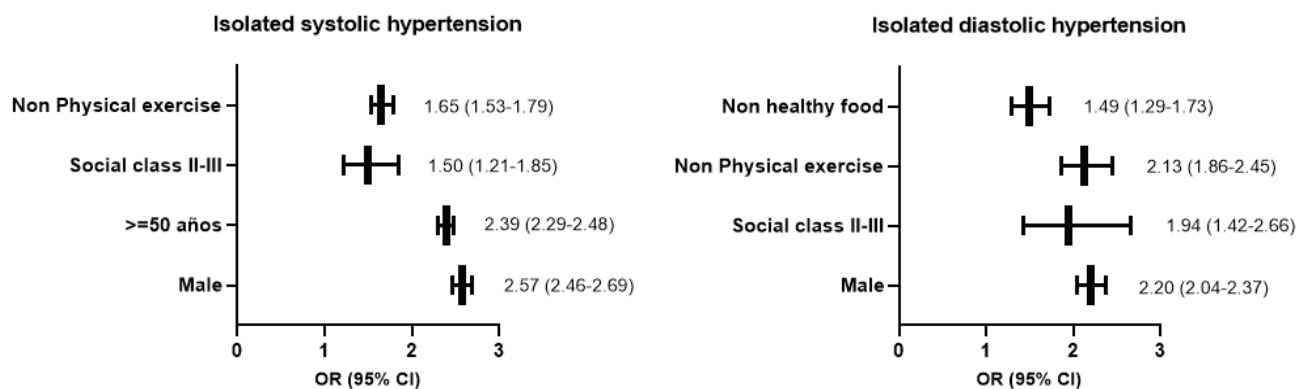 Isolated systolic hypertension
Non Physical exercise
1.65 (1.53-1.79)
Social class II-III
1.50 (1.21-1.85)
>=50 años
2.39 (2.29-2.48)
Male
2.57 (2.46-2.69)
0 1 2 3
OR (95% CI)
Isolated diastolic hypertension
Non healthy food
1.49 (1.29-1.73)
Non Physical exercise
2.13 (1.86-2.45)
Social class II-III
1.94 (1.42-2.66)
Male
2.20 (2.04-2.37)
0 1 2 3
OR (95% CI)